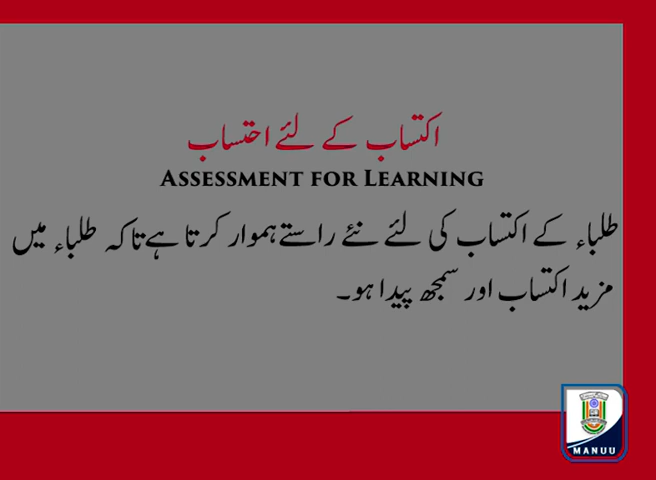 اکتساب کے لئے احتساب
ASSESSMENT FOR LEARNING
طلباء کے اکتساب کی لئے نئے راستے ہموار کرتا ہے تاکہ طلباء میں
مزید اکتساب اور سمجھ پیدا ہو۔
MANUU